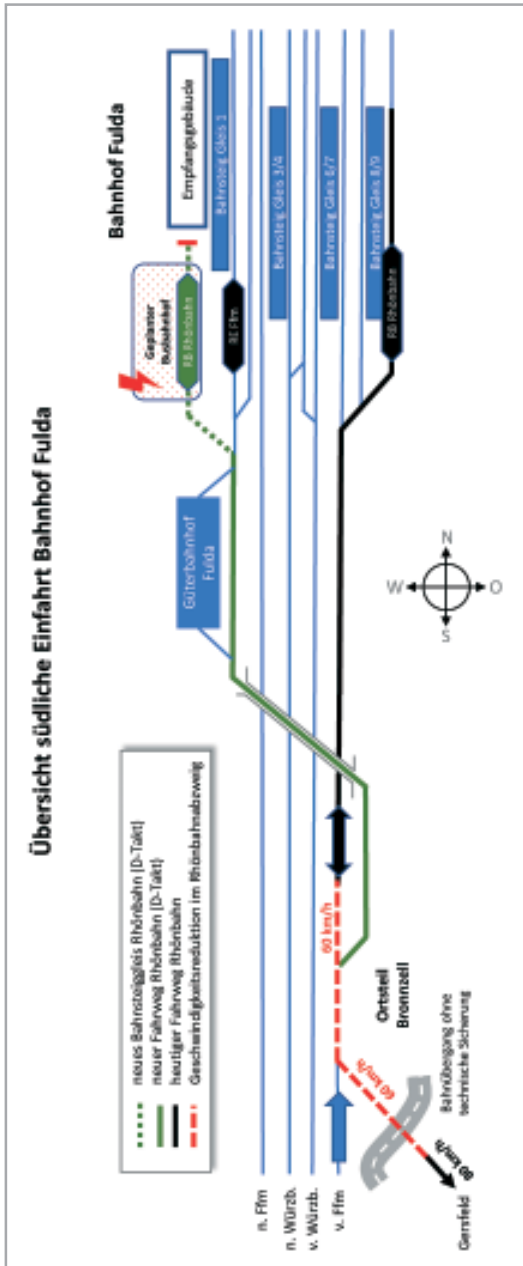 Übersicht südliche Einfahrt Bahnhof Fulda
neues Bahnsteiggleis Rhönbahn (D-Takt)
neuer Fahrweg Rhönbahn (D-Takt)
heutiger Fahrweg Rhönbahn
Geschwindigkeitsreduktion im Rhönbahnabzweig
Bahnhof Fulda
Geplanter
Busbahnhof
RB Rhönbahn
Empfangsgebäude
Bahnsteig Gleis 1
RE Ffm
Güterbahnhof
Fulda
Bahnsteig Gleis 3/4
Bahnsteig Gleis 6/7
Bahnsteig Gleis 8/9
RB Rhönbahn
n. Ffm
n. Würzb.
v. Würzb.
v. Ffm
60 km/h
60 km/h
80 km/h
Gersfeld
Ortsteil
Bronnzell
Bahnübergang ohne
technische Sicherung
W
N
S
O